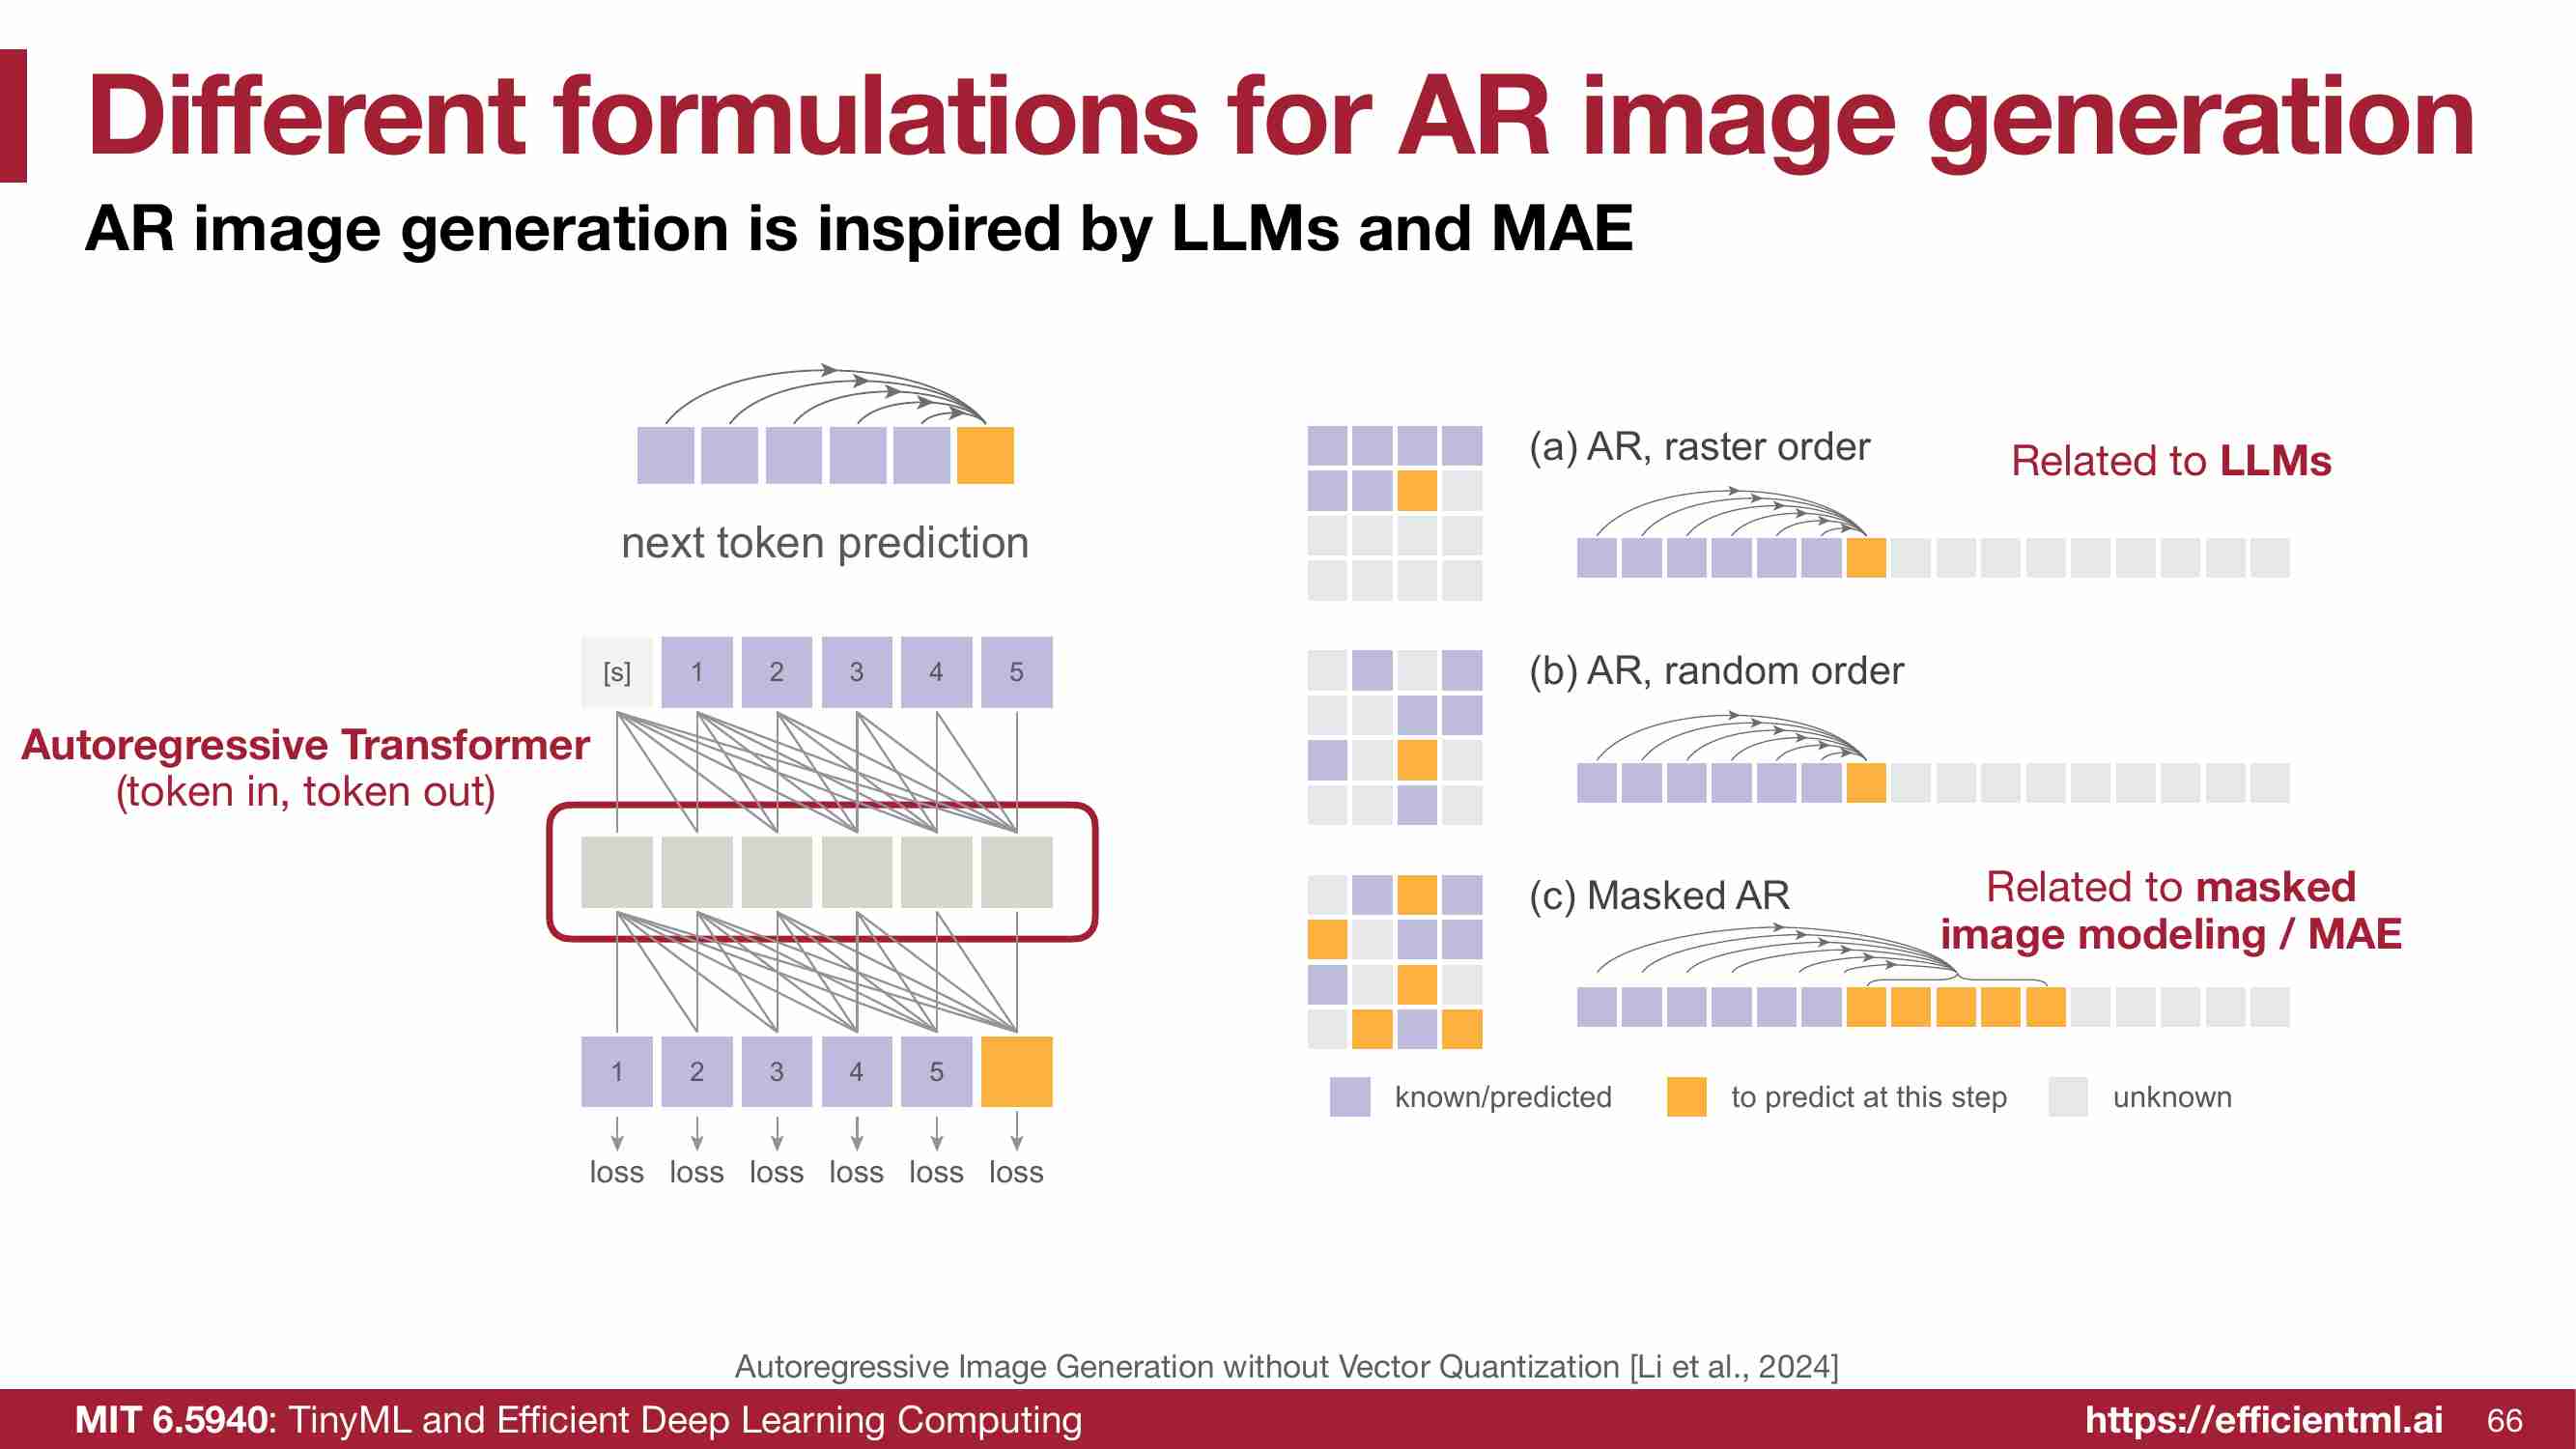 Different formulations for AR image generation
AR image generation is inspired by LLMs and MAE
next token prediction
[s] 1 2 3 4 5
Autoregressive Transformer
(token in, token out)
1 2 3 4 5
loss loss loss loss loss loss
(a) AR, raster order
Related to LLMs
(b) AR, random order
(c) Masked AR
Related to masked
image modeling / MAE
known/predicted
to predict at this step
unknown
Autoregressive Image Generation without Vector Quantization [Li et al., 2024]
MIT 6.5940: TinyML and Efficient Deep Learning Computing
https://efficientml.ai
66